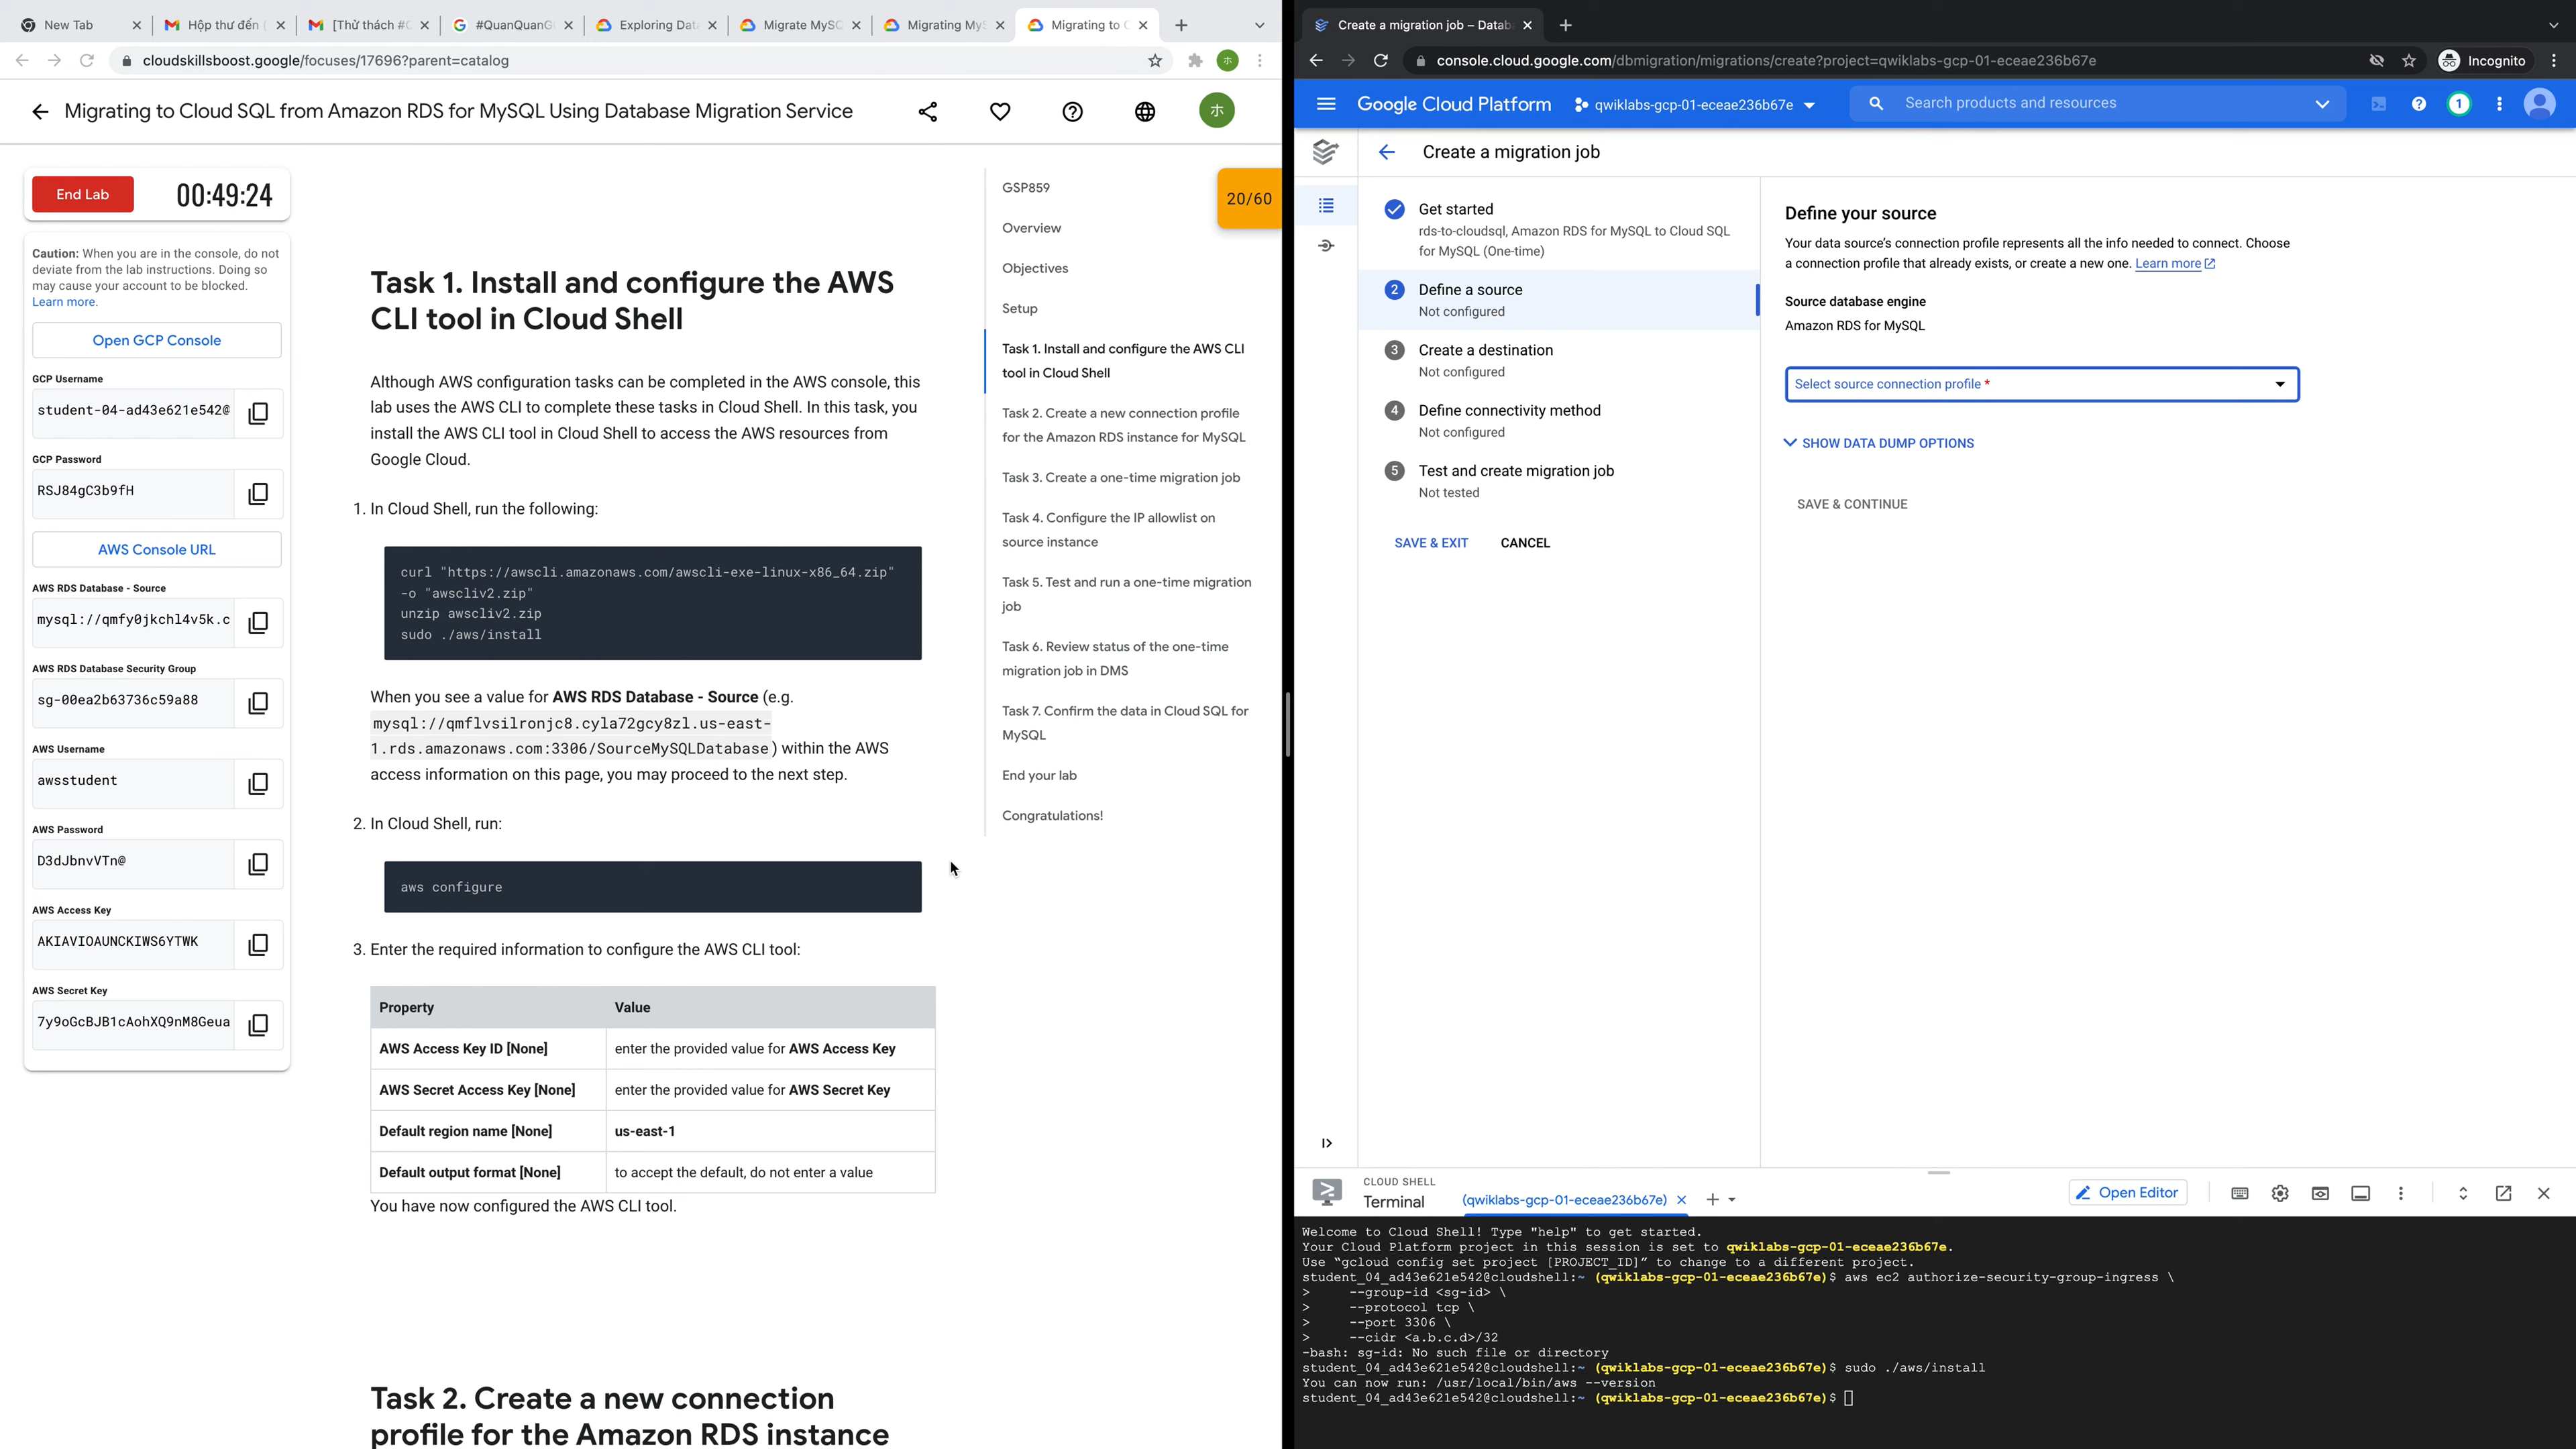 New Tab
Hộp thư đến (
[Thử thách #C
#QuanQuanG
Exploring Data
Migrate MySQ
Migrating MyS
Migrating to C
cloudskillsboost.google/focuses/17696?parent=catalog
ホ
Migrating to Cloud SQL from Amazon RDS for MySQL Using Database Migration Service
ホ
End Lab
00:49:24
Caution: When you are in the console, do not
deviate from the lab instructions. Doing so
may cause your account to be blocked.
Learn more.
Open GCP Console
GCP Username
student-04-ad43e621e542@
GCP Password
RSJ84gC3b9fH
AWS Console URL
AWS RDS Database - Source
mysql://qmfy0jkchl4v5k.c
AWS RDS Database Security Group
sg-00ea2b63736c59a88
AWS Username
awsstudent
AWS Password
D3dJbnvVTn@
AWS Access Key
AKIAVIOAUNCKIWS6YTWK
AWS Secret Key
7y9oGcBJB1cAohXQ9nM8Geua
Task 1. Install and configure the AWS
CLI tool in Cloud Shell
Although AWS configuration tasks can be completed in the AWS console, this
lab uses the AWS CLI to complete these tasks in Cloud Shell. In this task, you
install the AWS CLI tool in Cloud Shell to access the AWS resources from
Google Cloud.
1. In Cloud Shell, run the following:
curl "https://awscli.amazonaws.com/awscli-exe-linux-x86_64.zip"
-o "awscliv2.zip"
unzip awscliv2.zip
sudo ./aws/install
When you see a value for AWS RDS Database - Source (e.g.
mysql://qmflvsilronjc8.cyla72gcy8zl.us-east-
1.rds.amazonaws.com:3306/SourceMySQLDatabase) within the AWS
access information on this page, you may proceed to the next step.
2. In Cloud Shell, run:
aws configure
3. Enter the required information to configure the AWS CLI tool:
Property Value
AWS Access Key ID [None] enter the provided value for AWS Access Key
AWS Secret Access Key [None] enter the provided value for AWS Secret Key
Default region name [None] us-east-1
Default output format [None] to accept the default, do not enter a value
You have now configured the AWS CLI tool.
Task 2. Create a new connection
profile for the Amazon RDS instance
GSP859
Overview
Objectives
Setup
Task 1. Install and configure the AWS CLI
tool in Cloud Shell
Task 2. Create a new connection profile
for the Amazon RDS instance for MySQL
Task 3. Create a one-time migration job
Task 4. Configure the IP allowlist on
source instance
Task 5. Test and run a one-time migration
job
Task 6. Review status of the one-time
migration job in DMS
Task 7. Confirm the data in Cloud SQL for
MySQL
End your lab
Congratulations!
20/60
Create a migration job – Datab
console.cloud.google.com/dbmigration/migrations/create?project=qwiklabs-gcp-01-eceae236b67e
Incognito
Google Cloud Platform
qwiklabs-gcp-01-eceae236b67e
Search products and resources
1
Create a migration job
Get started
rds-to-cloudsql, Amazon RDS for MySQL to Cloud SQL
for MySQL (One-time)
2 Define a source
Not configured
3 Create a destination
Not configured
4 Define connectivity method
Not configured
5 Test and create migration job
Not tested
SAVE & EXIT
CANCEL
Define your source
Your data source's connection profile represents all the info needed to connect. Choose
a connection profile that already exists, or create a new one. Learn more
Source database engine
Amazon RDS for MySQL
Select source connection profile *
SHOW DATA DUMP OPTIONS
SAVE & CONTINUE
CLOUD SHELL
Terminal
(qwiklabs-gcp-01-eceae236b67e)
Open Editor
Welcome to Cloud Shell! Type "help" to get started.
Your Cloud Platform project in this session is set to qwiklabs-gcp-01-eceae236b67e.
Use “gcloud config set project [PROJECT_ID]” to change to a different project.
student_04_ad43e621e542@cloudshell:~ (qwiklabs-gcp-01-eceae236b67e)$ aws ec2 authorize-security-group-ingress \
>     --group-id <sg-id> \
>     --protocol tcp \
>     --port 3306 \
>     --cidr <a.b.c.d>/32
-bash: sg-id: No such file or directory
student_04_ad43e621e542@cloudshell:~ (qwiklabs-gcp-01-eceae236b67e)$ sudo ./aws/install
You can now run: /usr/local/bin/aws --version
student_04_ad43e621e542@cloudshell:~ (qwiklabs-gcp-01-eceae236b67e)$